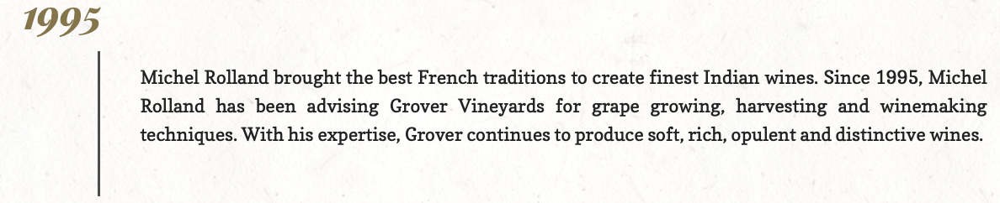 1995
Michel Rolland brought the best French traditions to create finest Indian wines. Since 1995, Michel
Rolland has been advising Grover Vineyards for grape growing, harvesting and winemaking
techniques. With his expertise, Grover continues to produce soft, rich, opulent and distinctive wines.